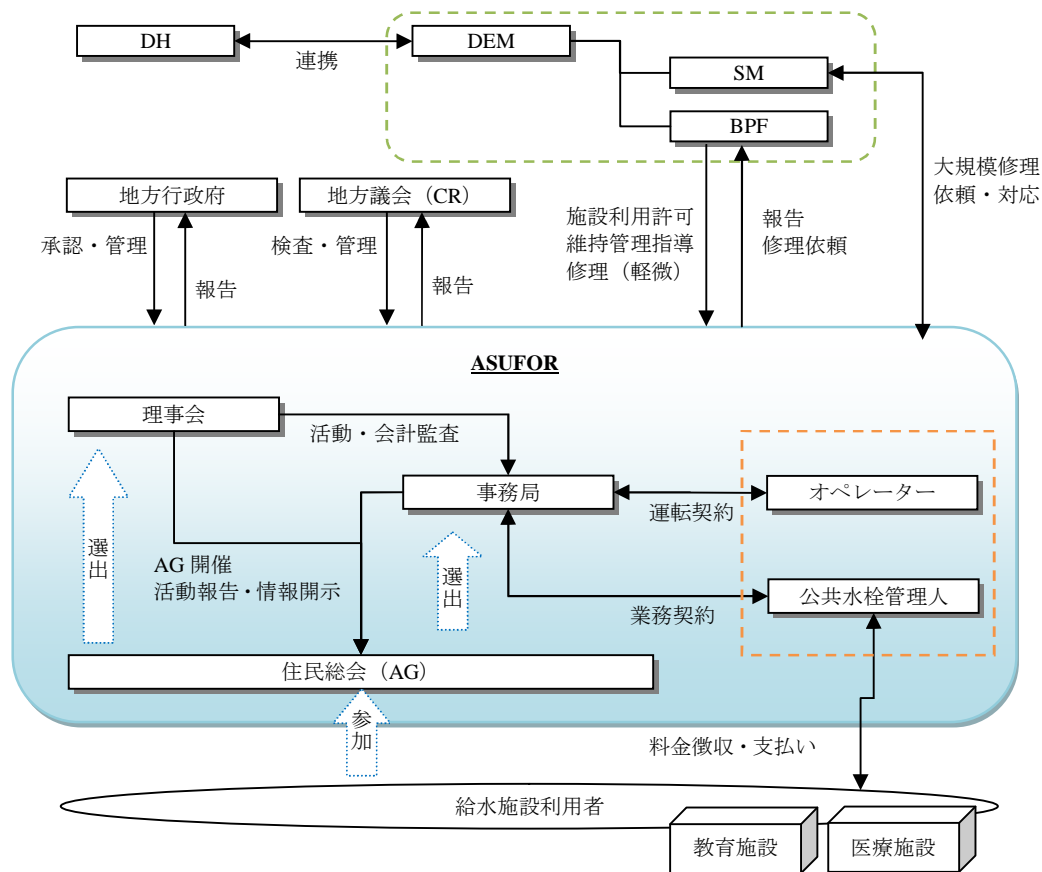 DH
DEM
連携
SM
BPF
大規模修理
依頼・対応
地方行政府
地方議会（CR）
承認・管理
報告
検査・管理
報告
施設利用許可
維持管理指導
修理（軽微）
報告
修理依頼
ASUFOR
理事会
活動・会計監査
事務局
オペレーター
運転契約
選出
AG 開催
活動報告・情報開示
選出
公共水栓管理人
業務契約
住民総会（AG）
参加
料金徴収・支払い
給水施設利用者
教育施設
医療施設